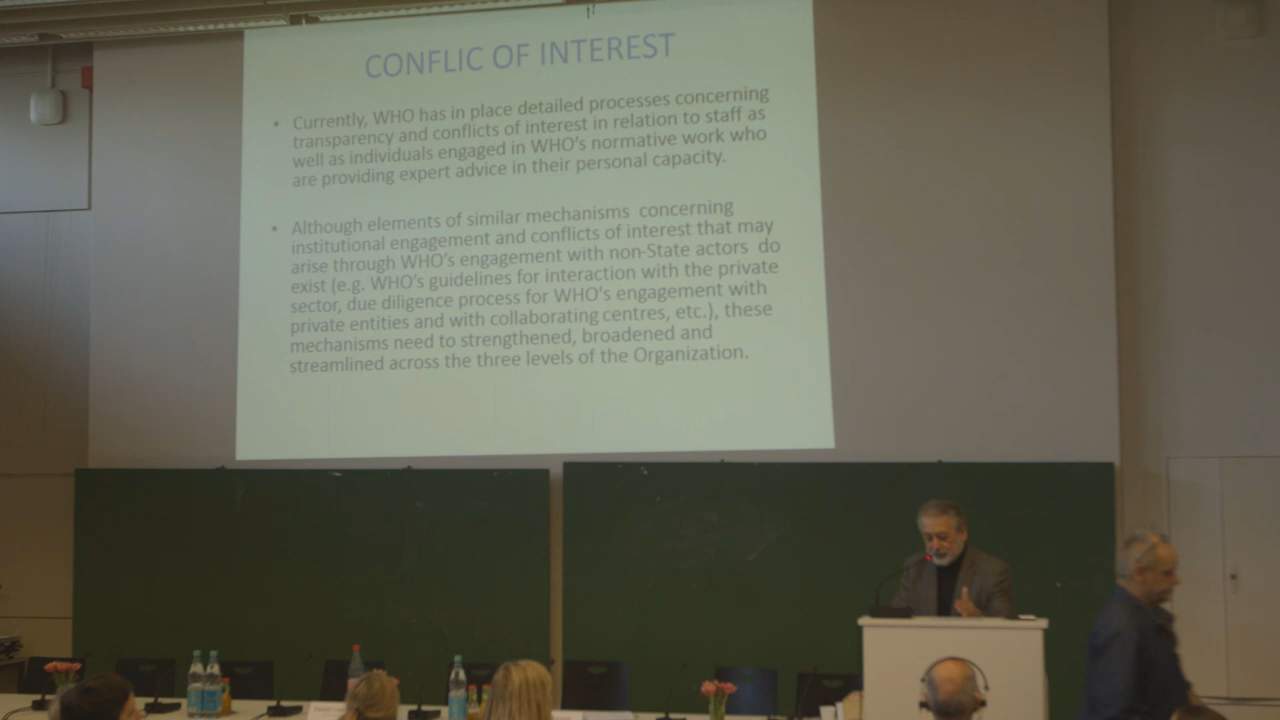 CONFLIC OF INTEREST
• Currently, WHO has in place detailed processes concerning
transparency and conflicts of interest in relation to staff as
well as individuals engaged in WHO's normative work who
are providing expert advice in their personal capacity.
• Although elements of similar mechanisms concerning
institutional engagement and conflicts of interest that may
arise through WHO's engagement with non-State actors do
exist (e.g. WHO's guidelines for interaction with the private
sector, due diligence process for WHO's engagement with
private entities and with collaborating centres, etc.), these
mechanisms need to strengthened, broadened and
streamlined across the three levels of the Organization.